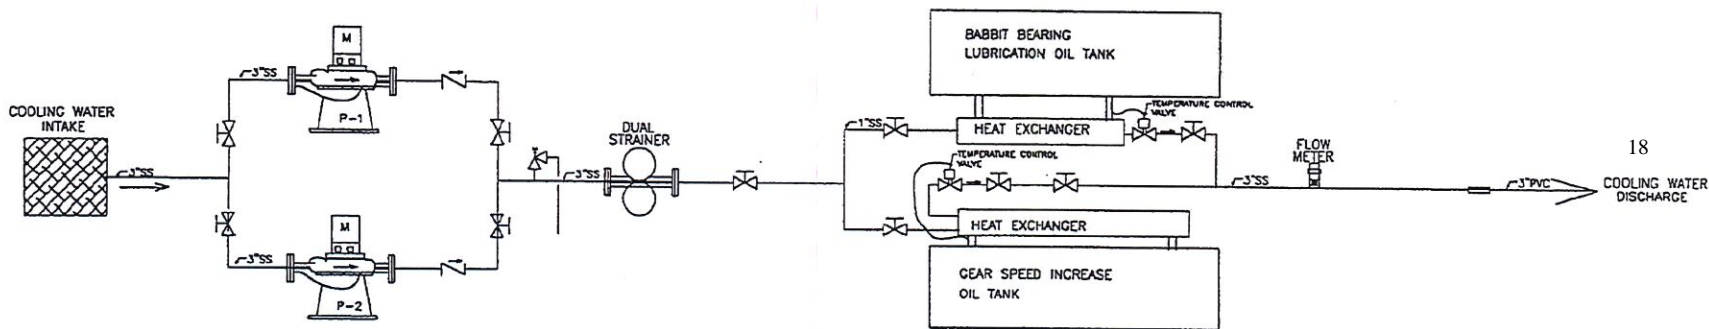 COOLING WATER
INTAKE
3"SS
3"SS
M
P-1
3"SS
M
P-2
3"SS
DUAL
STRAINER
1"SS
BABBIT BEARING
LUBRICATION OIL TANK
TEMPERATURE CONTROL
VALVE
HEAT EXCHANGER
TEMPERATURE CONTROL
VALVE
HEAT EXCHANGER
GEAR SPEED INCREASE
OIL TANK
3"SS
FLOW
METER
3"PVC
18
COOLING WATER
DISCHARGE